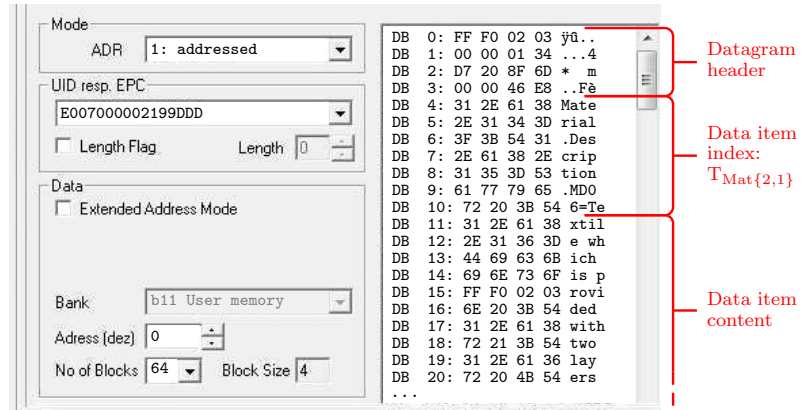 Mode
ADR 1: addressed
UID resp. EPC
E007000002199DDD
Length Flag Length 0
Data
Extended Address Mode
Bank b11 User memory
Adress (dez) 0
No of Blocks 64 Block Size 4
DB 0: FF F0 02 03 ÿû..
DB 1: 00 00 01 34 ...4
DB 2: D7 20 8F 6D * m
DB 3: 00 00 46 E8 ..Fè
DB 4: 31 2E 61 38 Mate
DB 5: 2E 31 34 3D rial
DB 6: 3F 3B 54 31 .Des
DB 7: 2E 61 38 2E crip
DB 8: 31 35 3D 53 tion
DB 9: 61 77 79 65 .MD0
DB 10: 72 20 3B 54 6=Te
DB 11: 31 2E 61 38 xtil
DB 12: 2E 31 36 3D e wh
DB 13: 44 69 63 6B ich
DB 14: 69 6E 73 6F is p
DB 15: FF F0 02 03 rovi
DB 16: 6E 20 3B 54 ded
DB 17: 31 2E 61 38 with
DB 18: 72 21 3B 54 two
DB 19: 31 2E 61 36 lay
DB 20: 72 20 4B 54 ers
...
Datagram
header
Data item
index:
T_Mat{2,1}
Data item
content